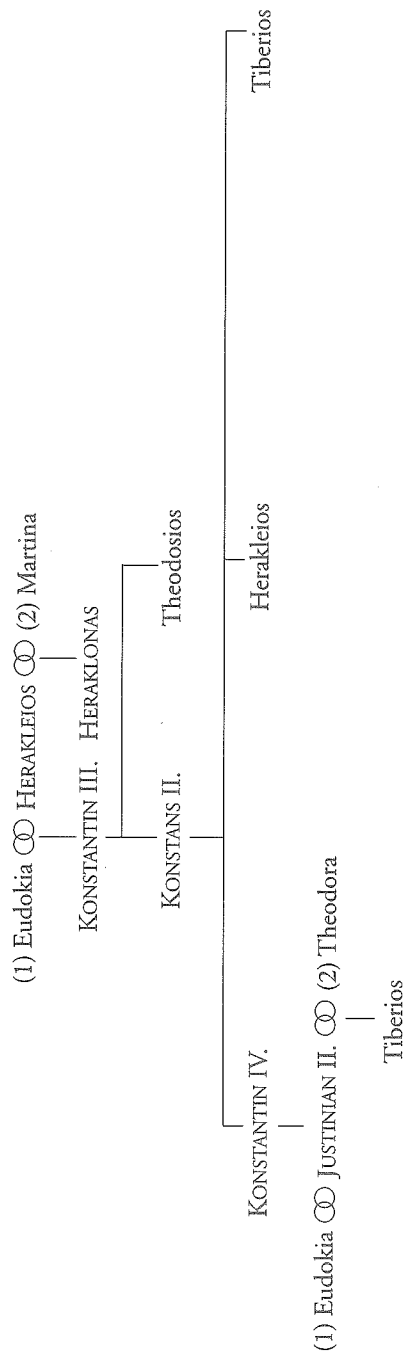 (1) Eudokia HERAKLEIOS (2) Martina
KONSTANTIN III. HERAKLONAS
KONSTANS II. Theodosios
KONSTANTIN IV. Herakleios Tiberios
(1) Eudokia JUSTINIAN II. (2) Theodora
Tiberios